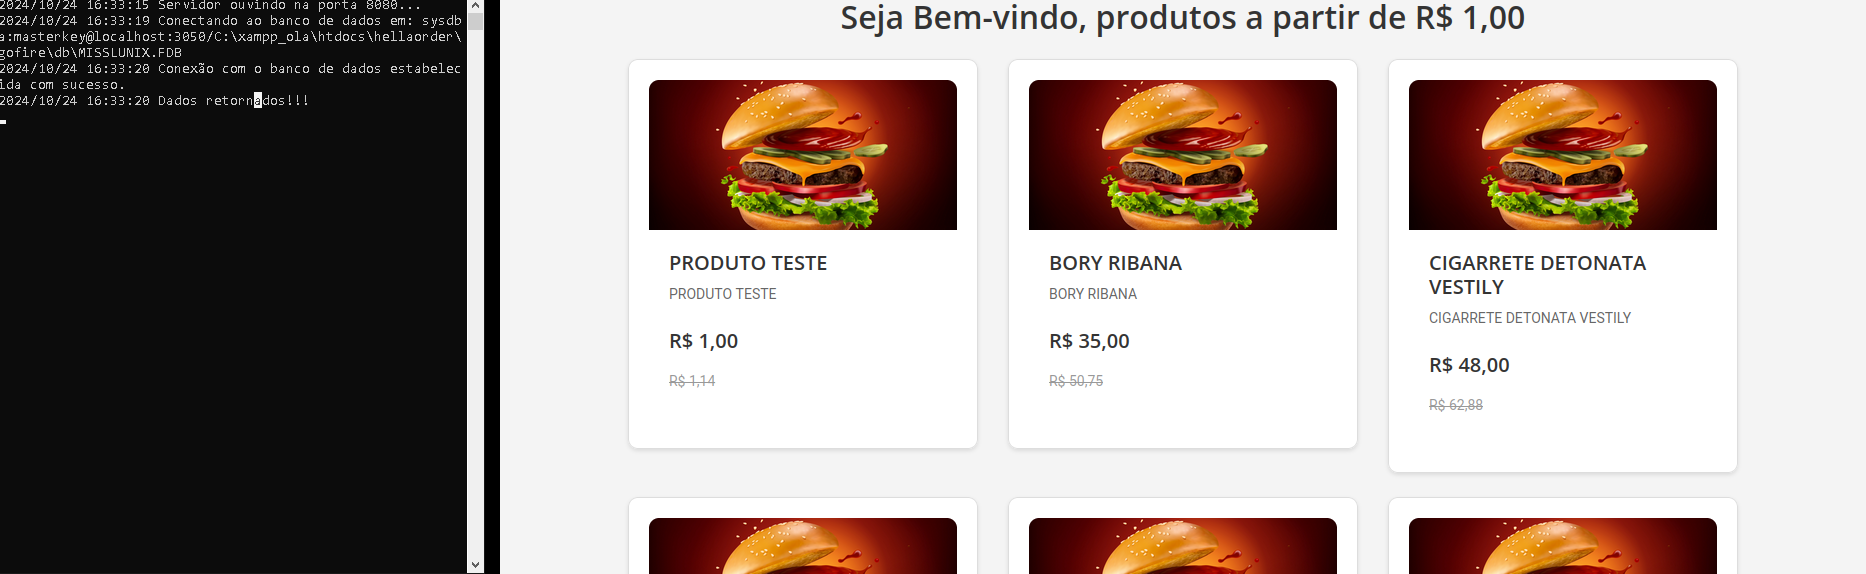 2024/10/24 16:33:15 Servidor ouvindo na porta 8080...
2024/10/24 16:33:19 Conectando ao banco de dados em: sysdb
a:masterkey@localhost:3050/C:\xampp_ola\htdocs\hellaorder\
gofire\db\MISSLUNIX.FDB
2024/10/24 16:33:20 Conexão com o banco de dados estabelec
ida com sucesso.
2024/10/24 16:33:20 Dados retornados!!!
Seja Bem-vindo, produtos a partir de R$ 1,00
PRODUTO TESTE
PRODUTO TESTE
R$ 1,00
R$ 1,14
BORY RIBANA
BORY RIBANA
R$ 35,00
R$ 50,75
CIGARRETE DETONATA
VESTILY
CIGARRETE DETONATA VESTILY
R$ 48,00
R$ 62,88